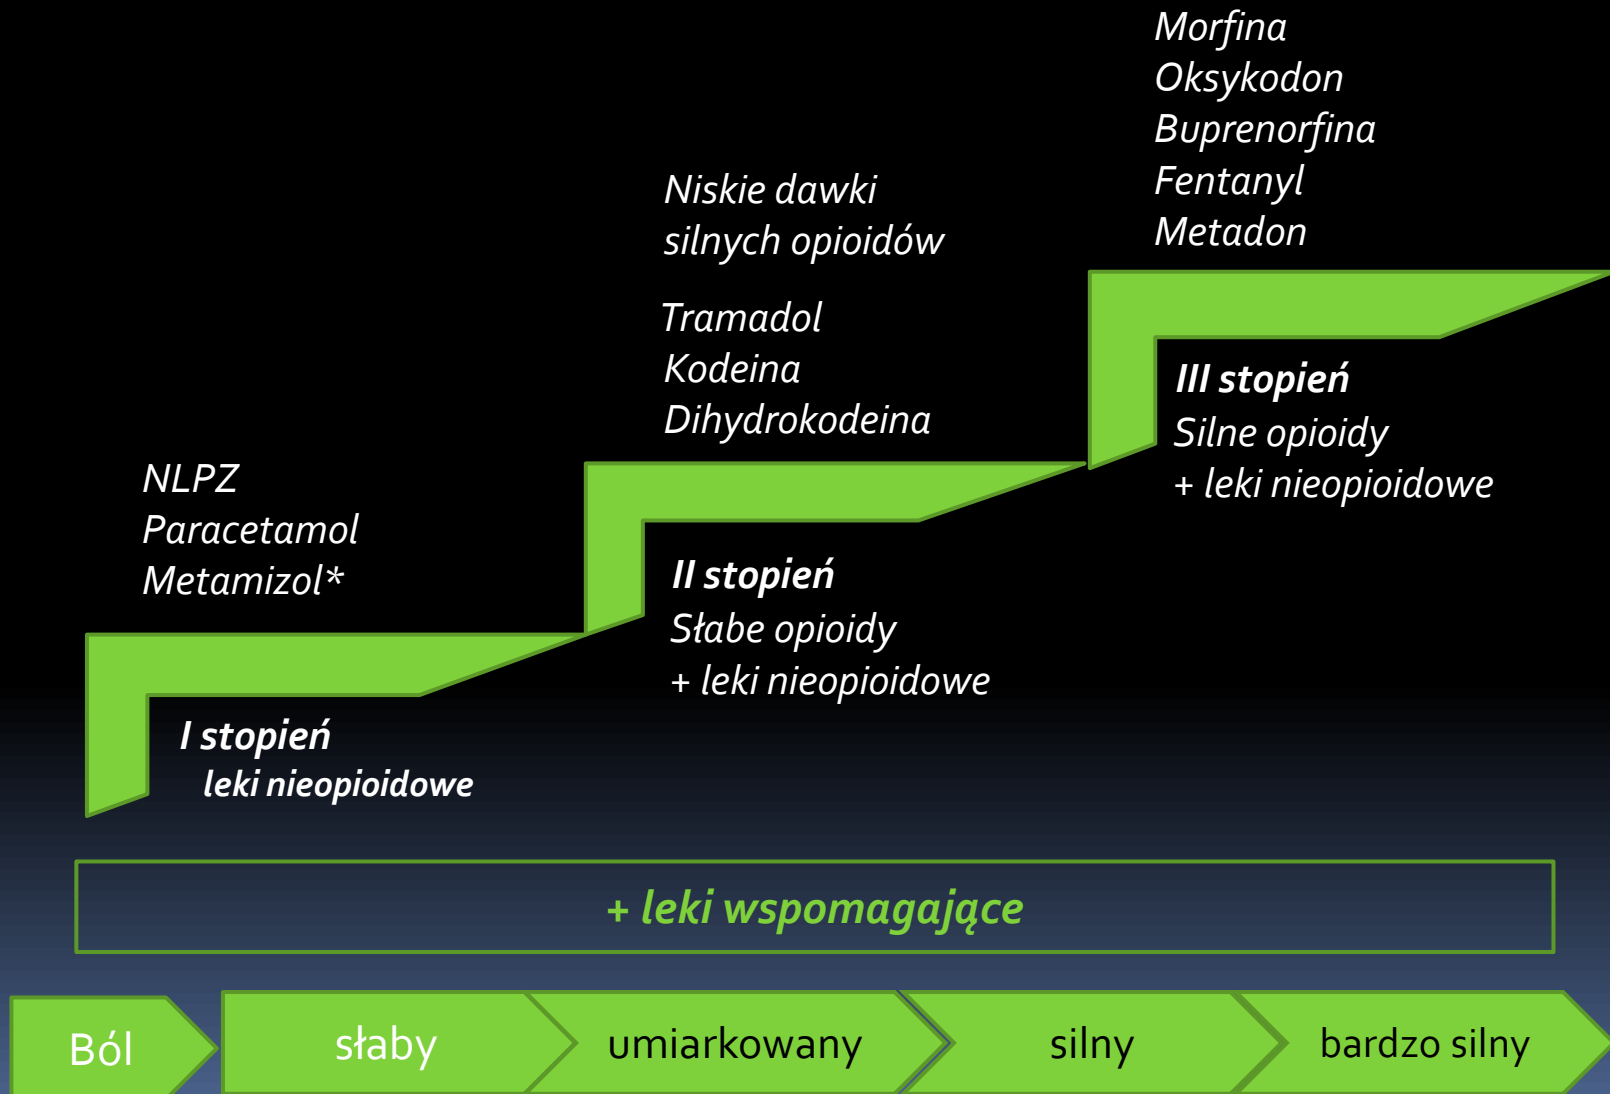 NLPZ
Paracetamol
Metamizol*
I stopień
leki nieopioidowe
Niskie dawki
silnych opioidów
Tramadol
Kodeina
Dihydrokodeina
II stopień
Słabe opioidy
+ leki nieopioidowe
Morfina
Oksykodon
Buprenorfina
Fentanyl
Metadon
III stopień
Silne opioidy
+ leki nieopioidowe
+ leki wspomagające
Ból
słaby
umiarkowany
silny
bardzo silny